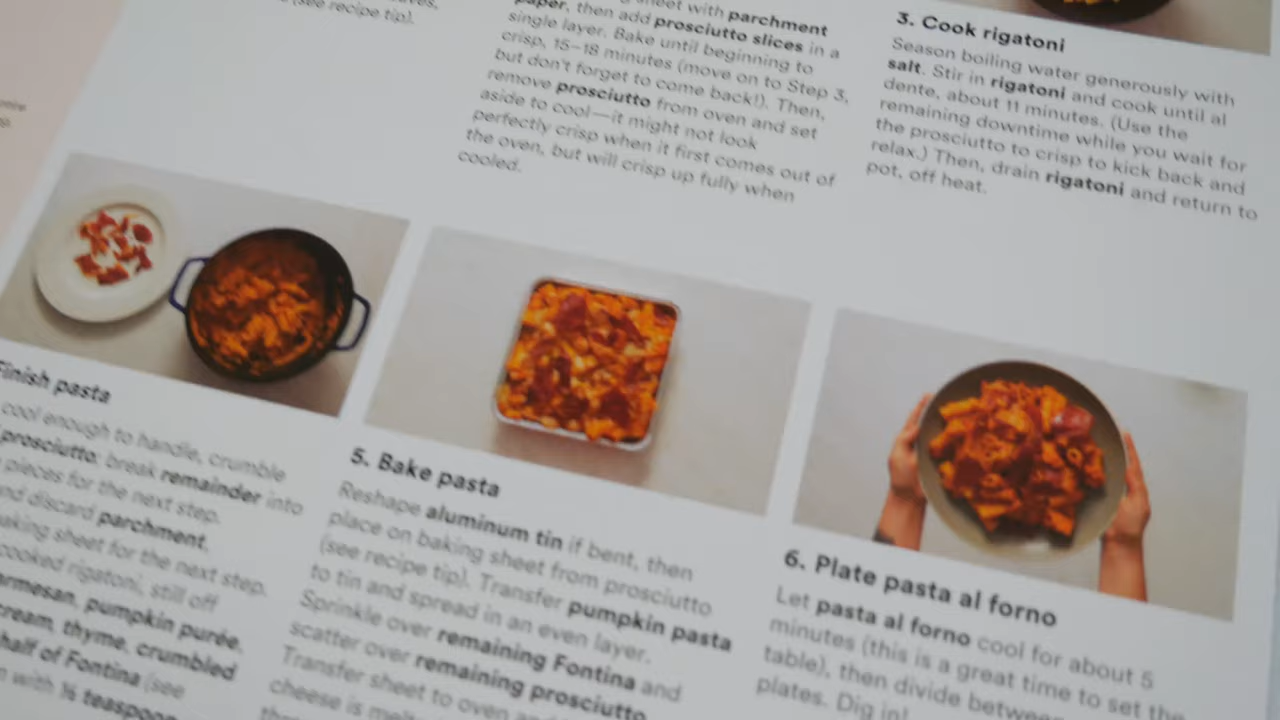 (see recipe tip).
sheet with parchment
paper, then add prosciutto slices in a
single layer. Bake until beginning to
crisp, 15–18 minutes (move on to Step 3,
but don't forget to come back!). Then,
remove prosciutto from oven and set
aside to cool—it might not look
perfectly crisp when it first comes out of
the oven, but will crisp up fully when
cooled.
3. Cook rigatoni
Season boiling water generously with
salt. Stir in rigatoni and cook until al
dente, about 11 minutes. (Use the
remaining downtime while you wait for
the prosciutto to crisp to kick back and
relax.) Then, drain rigatoni and return to
pot, off heat.
Finish pasta
cool enough to handle, crumble
prosciutto; break remainder into
pieces for the next step.
and discard parchment,
baking sheet for the next step.
cooked rigatoni, still off
pumpkin purée,
cream, thyme, crumbled
half of Fontina (see
with ½ teaspoon
5. Bake pasta
Reshape aluminum tin if bent, then
place on baking sheet from prosciutto
(see recipe tip). Transfer pumpkin pasta
to tin and spread in an even layer.
Sprinkle over remaining Fontina and
scatter over remaining prosciutto.
Transfer sheet to oven and
cheese is
6. Plate pasta al forno
Let pasta al forno cool for about 5
minutes (this is a great time to set the
table), then divide between
plates. Dig in!